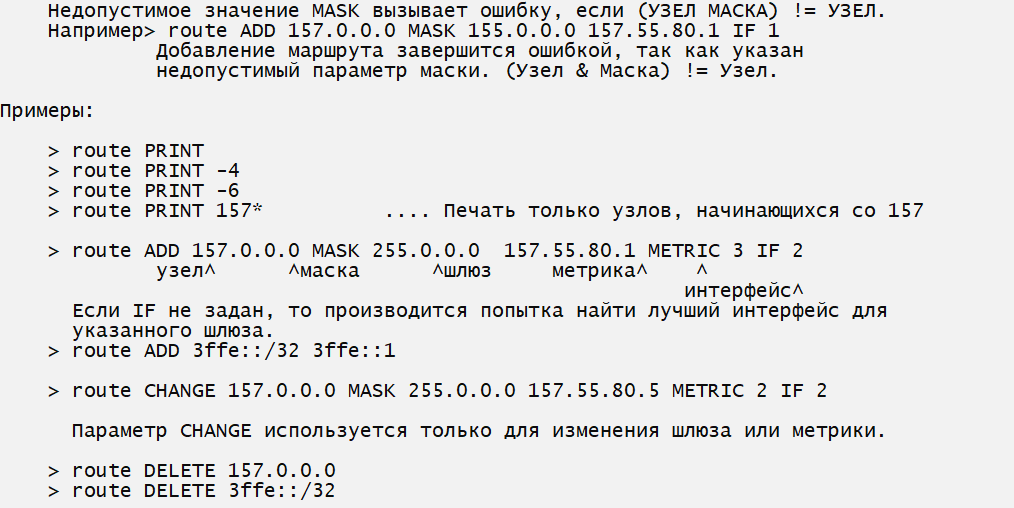 Недопустимое значение MASK вызывает ошибку, если (УЗЕЛ МАСКА) != УЗЕЛ.
Например> route ADD 157.0.0.0 MASK 155.0.0.0 157.55.80.1 IF 1
Добавление маршрута завершится ошибкой, так как указан
недопустимый параметр маски. (Узел & Маска) != Узел.
Примеры:
> route PRINT
> route PRINT -4
> route PRINT -6
> route PRINT 157* .... Печать только узлов, начинающихся со 157
> route ADD 157.0.0.0 MASK 255.0.0.0 157.55.80.1 METRIC 3 IF 2
узел^ ^маска ^шлюз метрика^ ^
интерфейс^
Если IF не задан, то производится попытка найти лучший интерфейс для
указанного шлюза.
> route ADD 3ffe::/32 3ffe::1
> route CHANGE 157.0.0.0 MASK 255.0.0.0 157.55.80.5 METRIC 2 IF 2
Параметр CHANGE используется только для изменения шлюза или метрики.
> route DELETE 157.0.0.0
> route DELETE 3ffe::/32